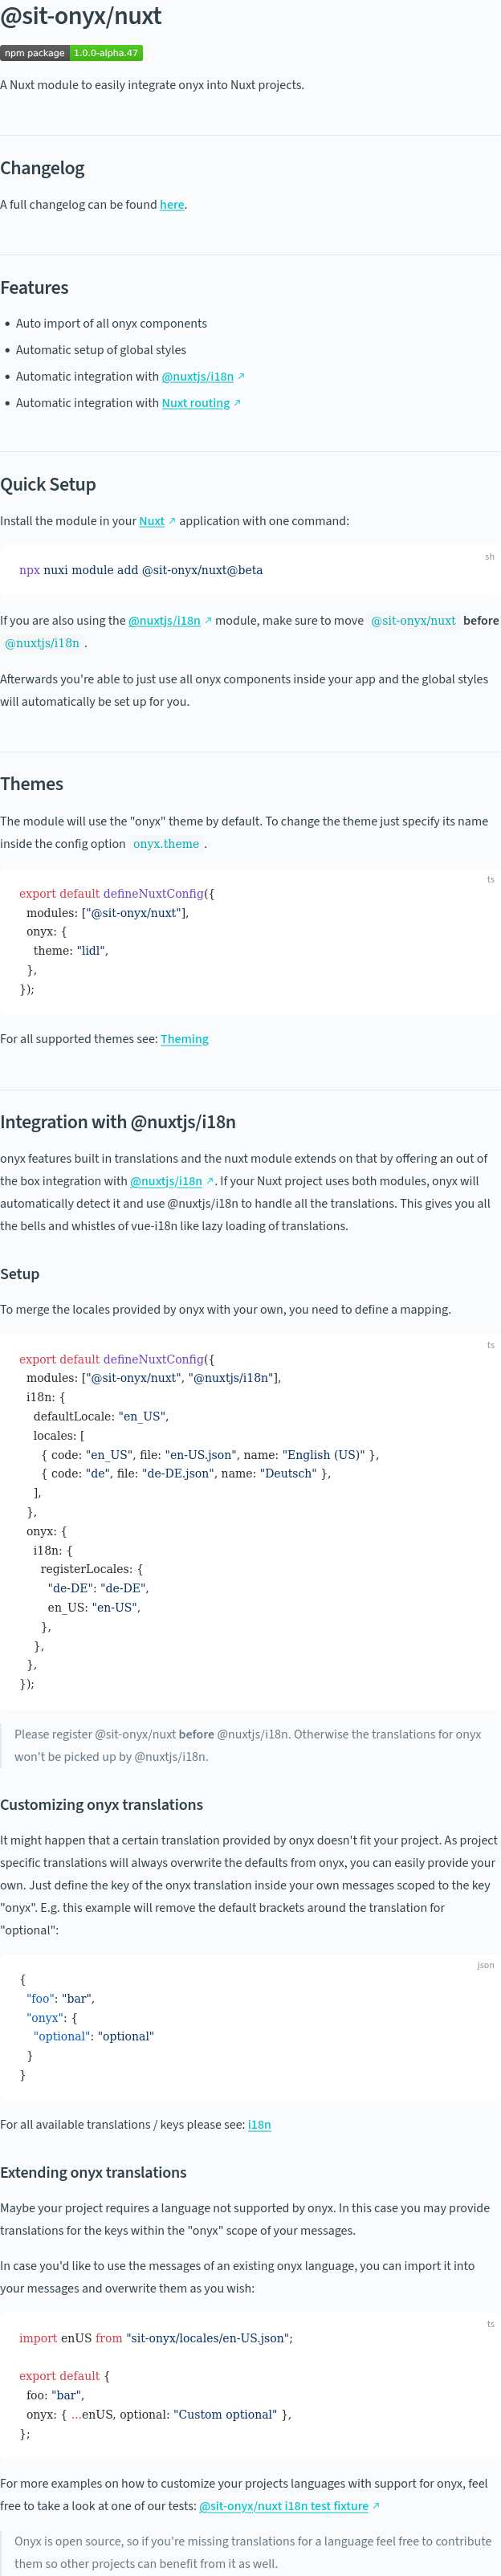 @sit-onyx/nuxt
npm package 1.0.0-alpha.47
A Nuxt module to easily integrate onyx into Nuxt projects.
Changelog
A full changelog can be found here.
Features
• Auto import of all onyx components
• Automatic setup of global styles
• Automatic integration with @nuxtjs/i18n ↗
• Automatic integration with Nuxt routing ↗
Quick Setup
Install the module in your Nuxt ↗ application with one command:
sh
npx nuxi module add @sit-onyx/nuxt@beta
If you are also using the @nuxtjs/i18n ↗ module, make sure to move @sit-onyx/nuxt before
@nuxtjs/i18n .
Afterwards you're able to just use all onyx components inside your app and the global styles
will automatically be set up for you.
Themes
The module will use the "onyx" theme by default. To change the theme just specify its name
inside the config option onyx.theme .
ts
export default defineNuxtConfig({
  modules: ["@sit-onyx/nuxt"],
  onyx: {
    theme: "lidl",
  },
});
For all supported themes see: Theming
Integration with @nuxtjs/i18n
onyx features built in translations and the nuxt module extends on that by offering an out of
the box integration with @nuxtjs/i18n ↗. If your Nuxt project uses both modules, onyx will
automatically detect it and use @nuxtjs/i18n to handle all the translations. This gives you all
the bells and whistles of vue-i18n like lazy loading of translations.
Setup
To merge the locales provided by onyx with your own, you need to define a mapping.
ts
export default defineNuxtConfig({
  modules: ["@sit-onyx/nuxt", "@nuxtjs/i18n"],
  i18n: {
    defaultLocale: "en_US",
    locales: [
      { code: "en_US", file: "en-US.json", name: "English (US)" },
      { code: "de", file: "de-DE.json", name: "Deutsch" },
    ],
  },
  onyx: {
    i18n: {
      registerLocales: {
        "de-DE": "de-DE",
        en_US: "en-US",
      },
    },
  },
});
Please register @sit-onyx/nuxt before @nuxtjs/i18n. Otherwise the translations for onyx
won't be picked up by @nuxtjs/i18n.
Customizing onyx translations
It might happen that a certain translation provided by onyx doesn't fit your project. As project
specific translations will always overwrite the defaults from onyx, you can easily provide your
own. Just define the key of the onyx translation inside your own messages scoped to the key
"onyx". E.g. this example will remove the default brackets around the translation for
"optional":
json
{
  "foo": "bar",
  "onyx": {
    "optional": "optional"
  }
}
For all available translations / keys please see: i18n
Extending onyx translations
Maybe your project requires a language not supported by onyx. In this case you may provide
translations for the keys within the "onyx" scope of your messages.
In case you'd like to use the messages of an existing onyx language, you can import it into
your messages and overwrite them as you wish:
ts
import enUS from "sit-onyx/locales/en-US.json";
export default {
  foo: "bar",
  onyx: { ...enUS, optional: "Custom optional" },
};
For more examples on how to customize your projects languages with support for onyx, feel
free to take a look at one of our tests: @sit-onyx/nuxt i18n test fixture ↗
Onyx is open source, so if you're missing translations for a language feel free to contribute
them so other projects can benefit from it as well.